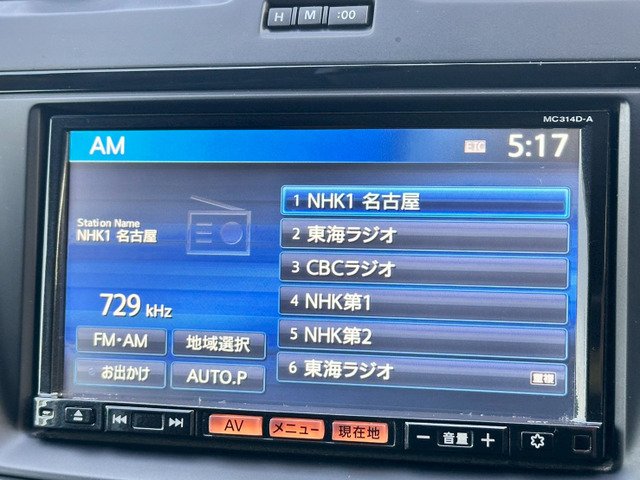 H M :00
MC314D-A
AM ETC 5:17
1 NHK1 名古屋
2 東海ラジオ
Station Name
NHK1 名古屋
3 CBCラジオ
729 kHz
4 NHK第1
FM・AM 地域選択
5 NHK第2
お出かけ AUTO.P
6 東海ラジオ
AV メニュー 現在地
音量